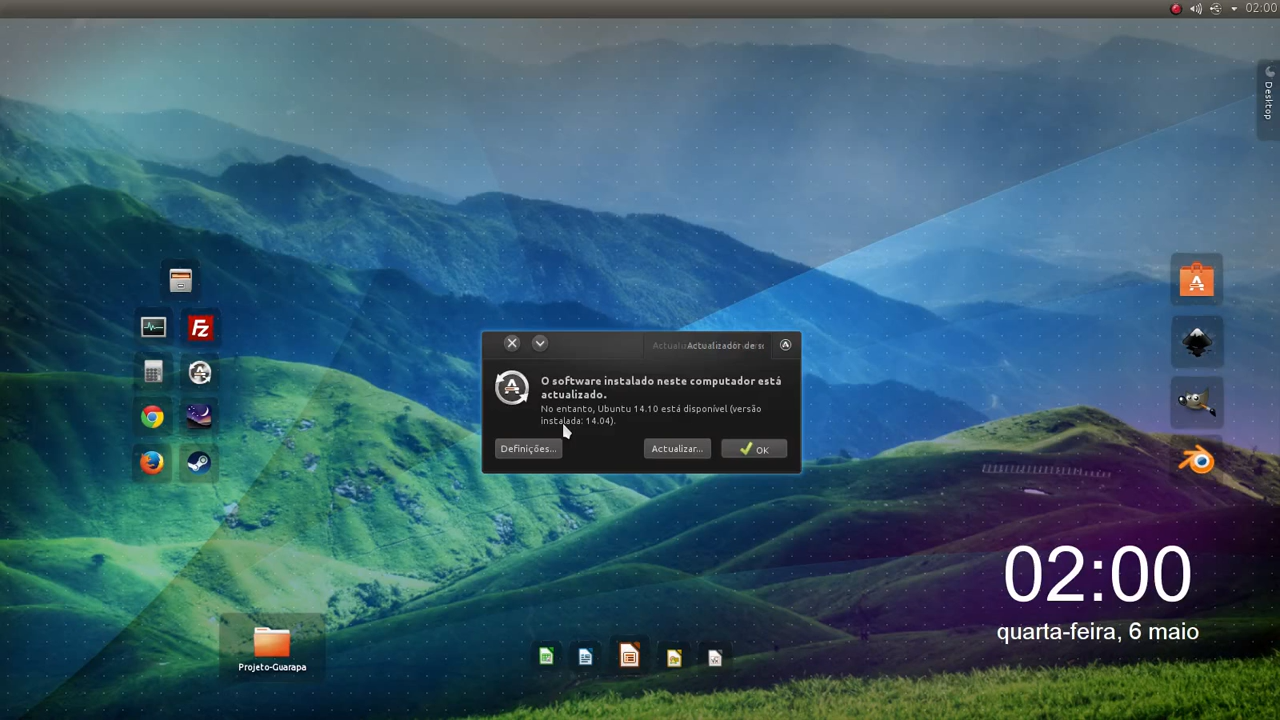 02:00
Desktop
Actualizador de so
O software instalado neste computador está
actualizado.
No entanto, Ubuntu 14.10 está disponível (versão
instalada: 14.04).
Definições...
Actualizar...
OK
Fz
02:00
quarta-feira, 6 maio
Projeto-Guarapa